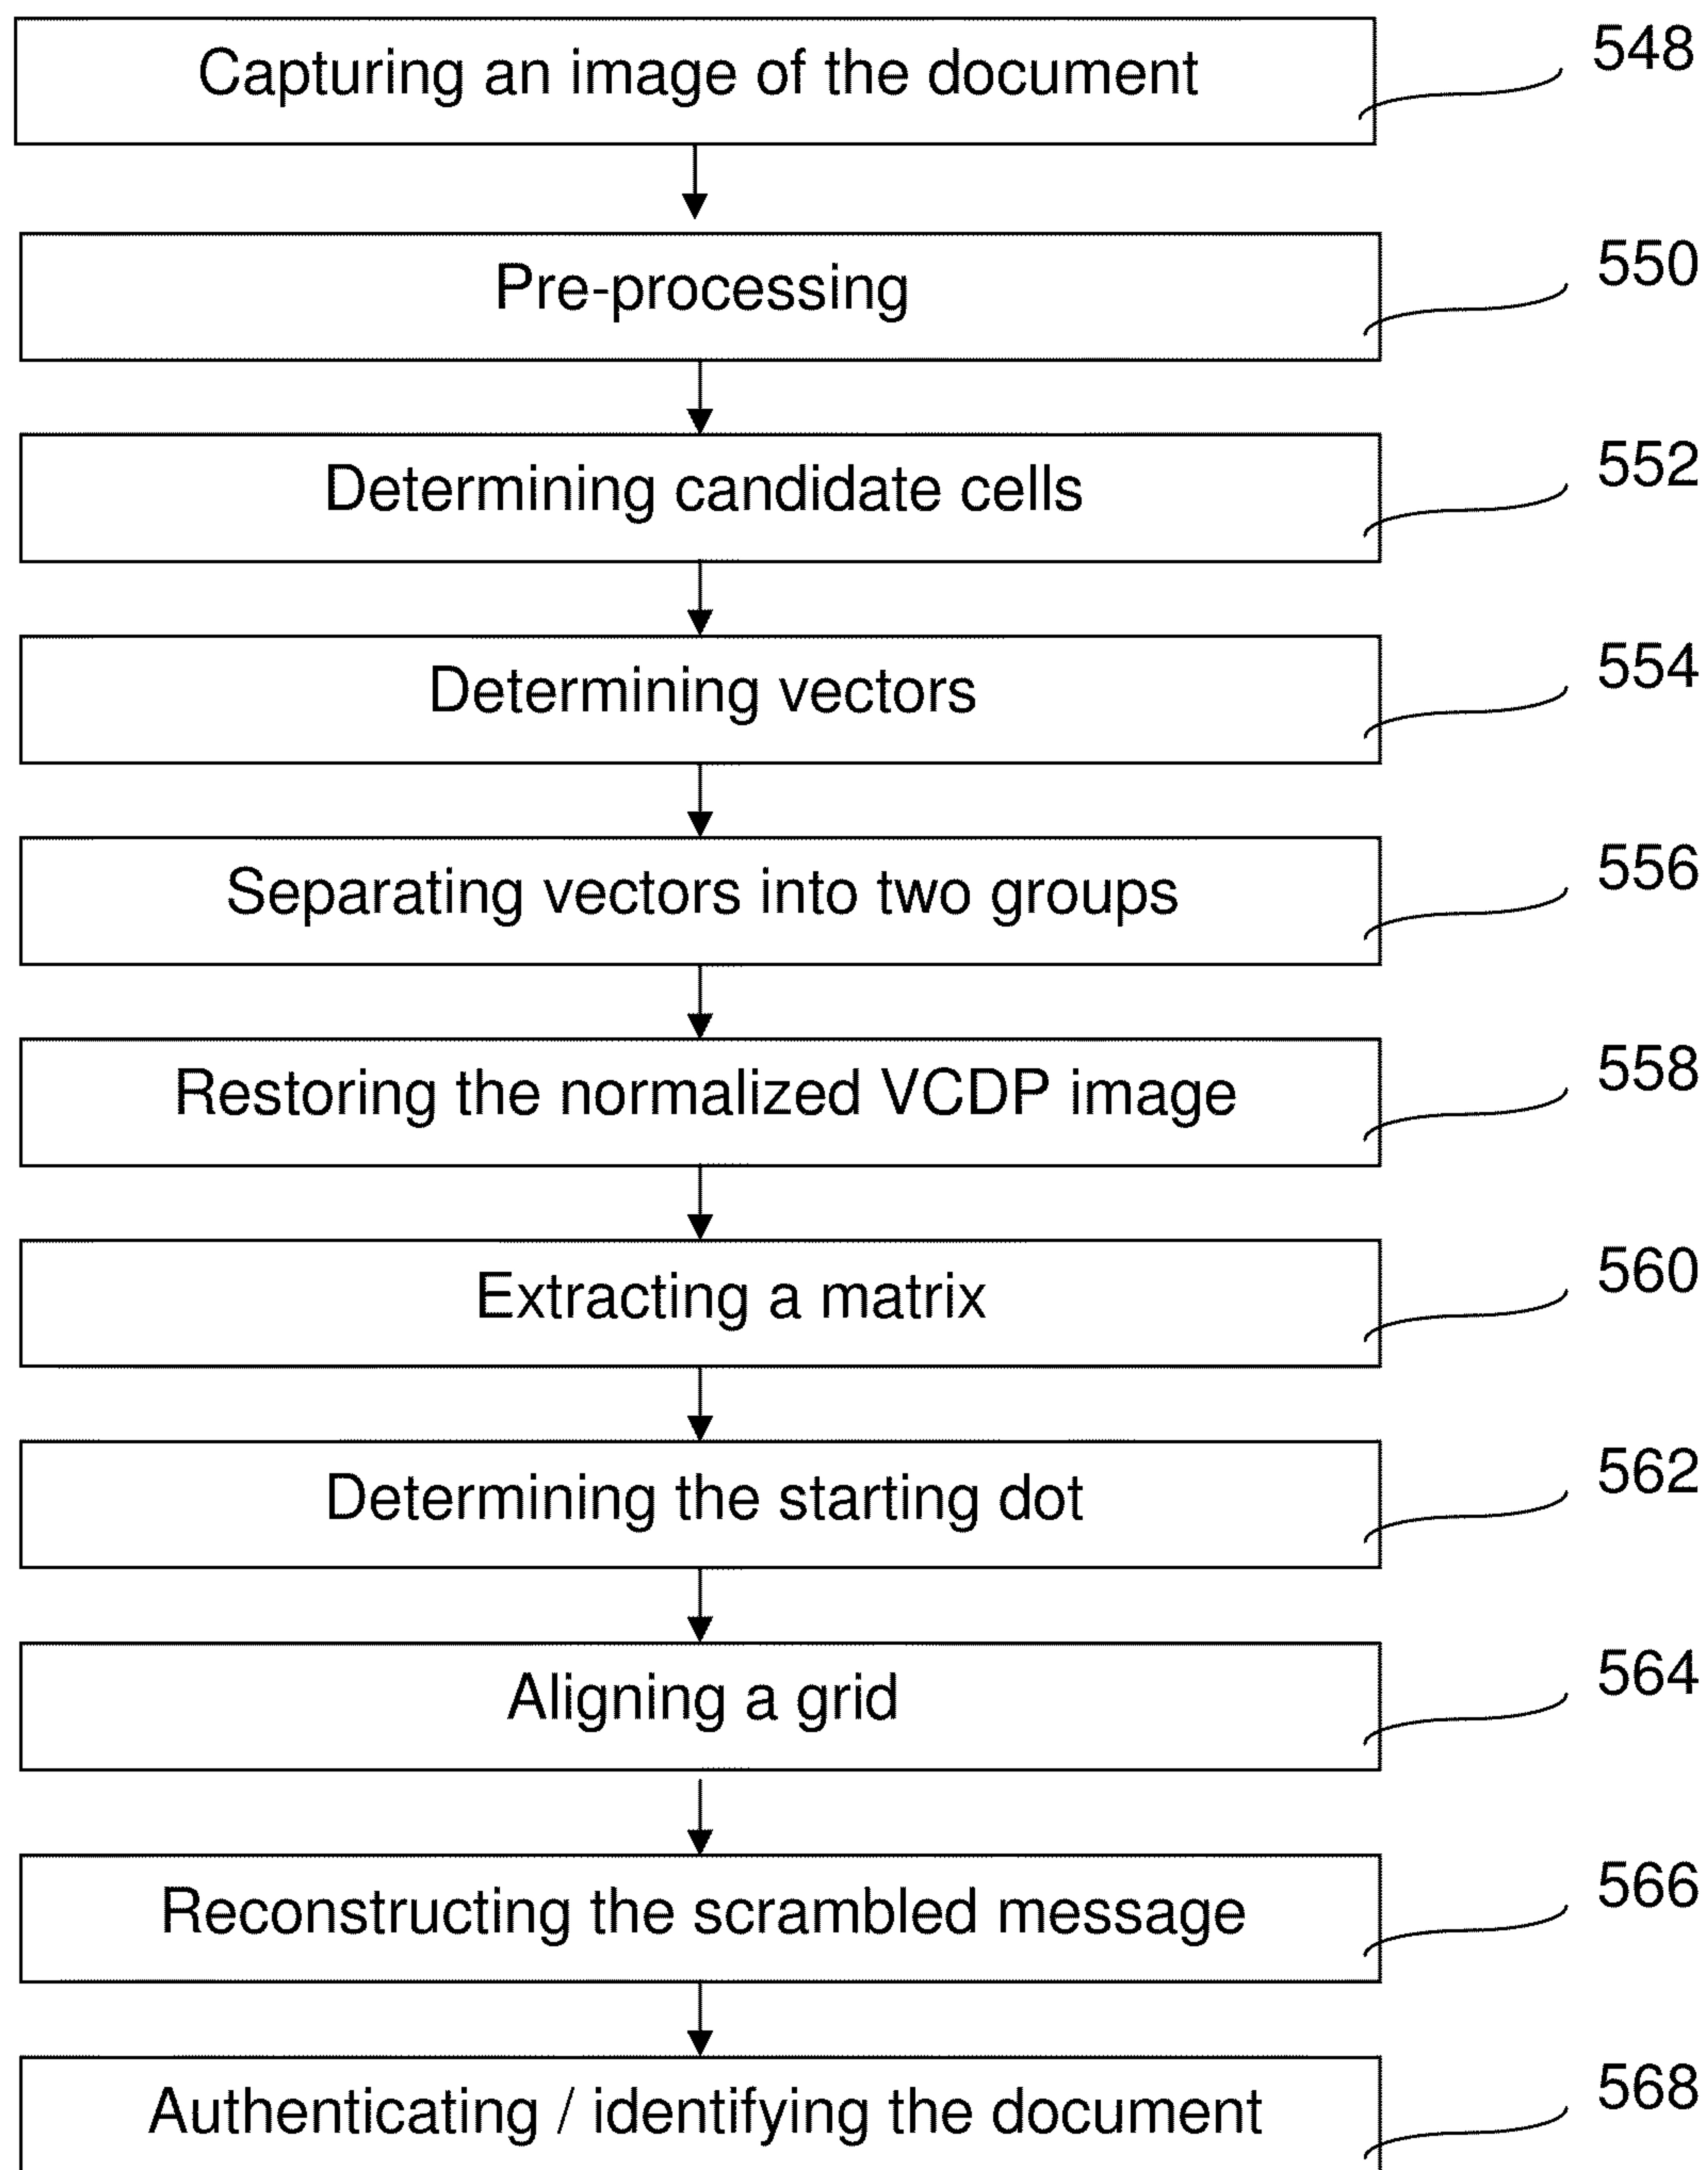 Capturing an image of the document 548
Pre-processing 550
Determining candidate cells 552
Determining vectors 554
Separating vectors into two groups 556
Restoring the normalized VCDP image 558
Extracting a matrix 560
Determining the starting dot 562
Aligning a grid 564
Reconstructing the scrambled message 566
Authenticating / identifying the document 568